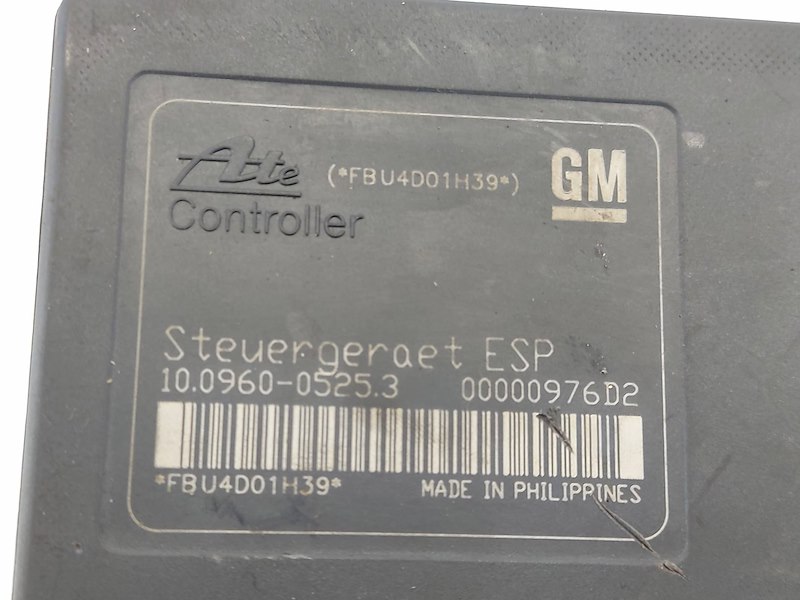 Ate (*FBU4D01H39*) GM
Controller
Steuergeraet ESP
10.0960-0525.3 00000976D2
*FBU4D01H39* MADE IN PHILIPPINES